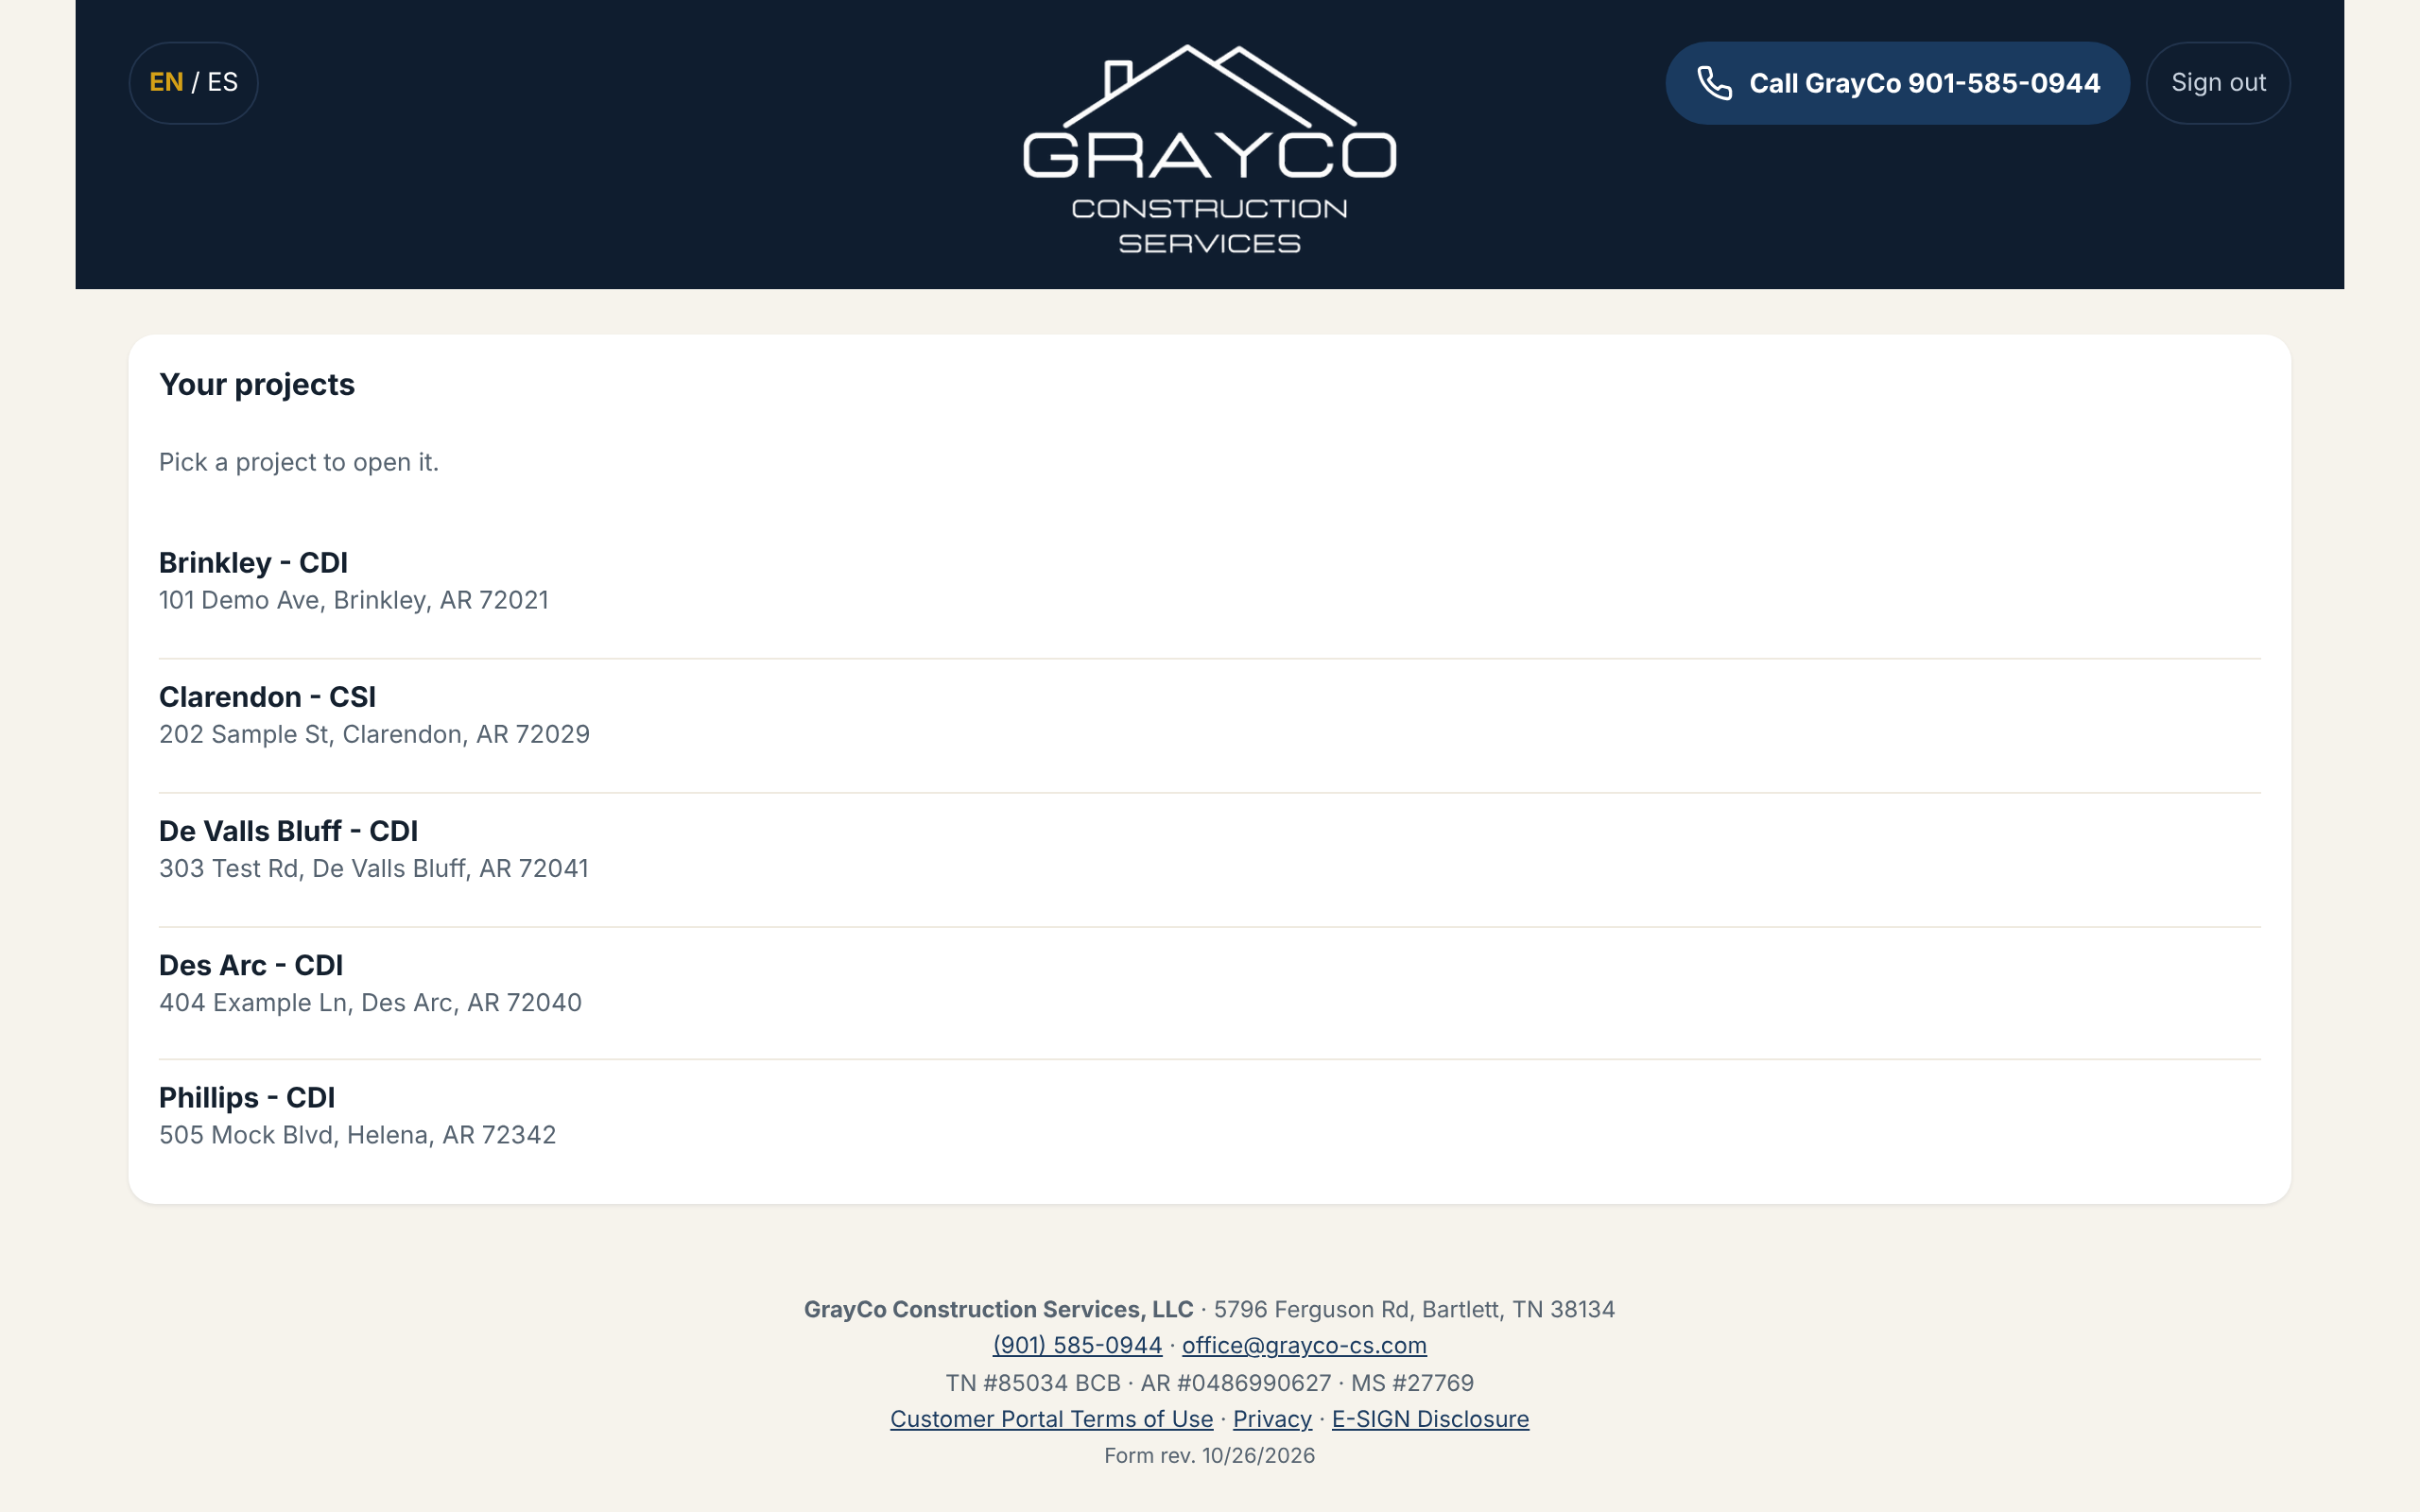 EN / ES
GRAYCO
CONSTRUCTION
SERVICES
Call GrayCo 901-585-0944
Sign out
Your projects
Pick a project to open it.
Brinkley - CDI
101 Demo Ave, Brinkley, AR 72021
Clarendon - CSI
202 Sample St, Clarendon, AR 72029
De Valls Bluff - CDI
303 Test Rd, De Valls Bluff, AR 72041
Des Arc - CDI
404 Example Ln, Des Arc, AR 72040
Phillips - CDI
505 Mock Blvd, Helena, AR 72342
GrayCo Construction Services, LLC · 5796 Ferguson Rd, Bartlett, TN 38134
(901) 585-0944 · office@grayco-cs.com
TN #85034 BCB · AR #0486990627 · MS #27769
Customer Portal Terms of Use · Privacy · E-SIGN Disclosure
Form rev. 10/26/2026